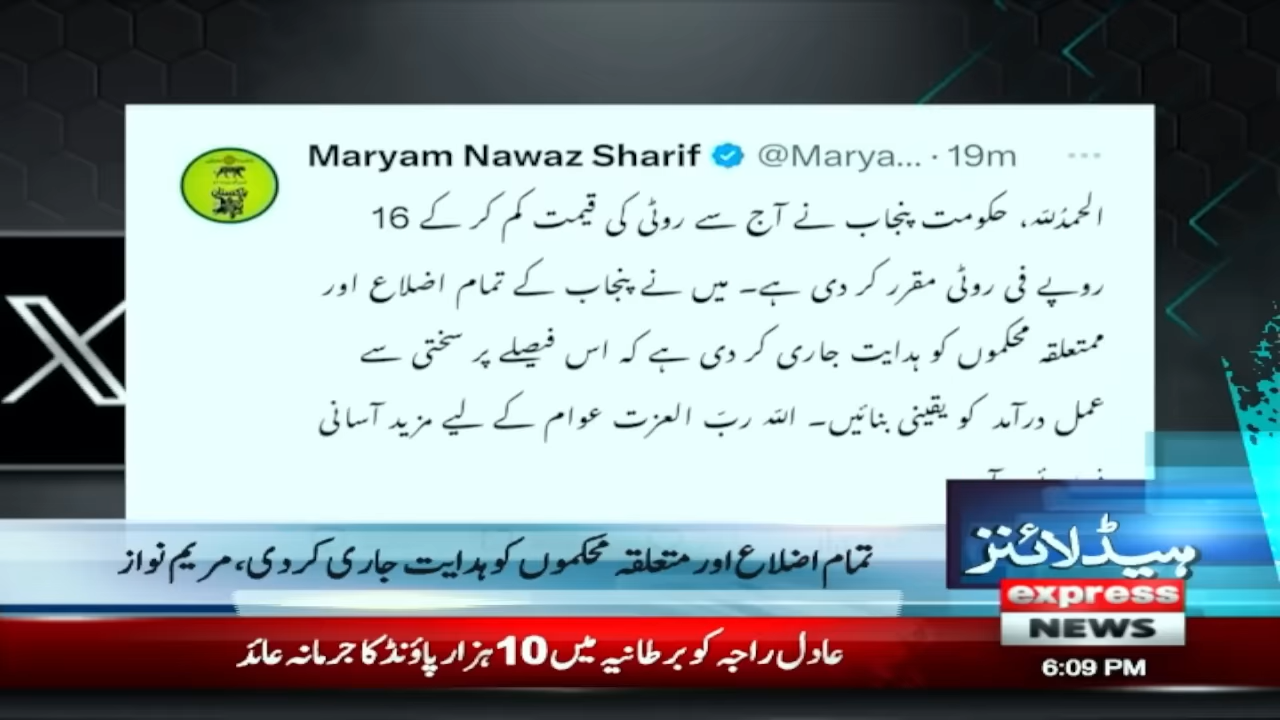 Maryam Nawaz Sharif @Marya... · 19m
الحمدُللہ، حکومت پنجاب نے آج سے روٹی کی قیمت کم کر کے 16
روپے فی روٹی مقرر کر دی ہے۔ میں نے پنجاب کے تمام اضلاع اور
ممتعلقہ محکموں کو ہدایت جاری کر دی ہے کہ اس فیصلے پر سختی سے
عمل درآمد کو یقینی بنائیں۔ اللہ ربّ العزت عوام کے لیے مزید آسانی
ہیڈلائنز
تمام اضلاع اور متعلقہ محکموں کو ہدایت جاری کر دی، مریم نواز
express
NEWS
عادل راجہ کو برطانیہ میں 10 ہزار پاؤنڈ کا جرمانہ عائد
6:09 PM